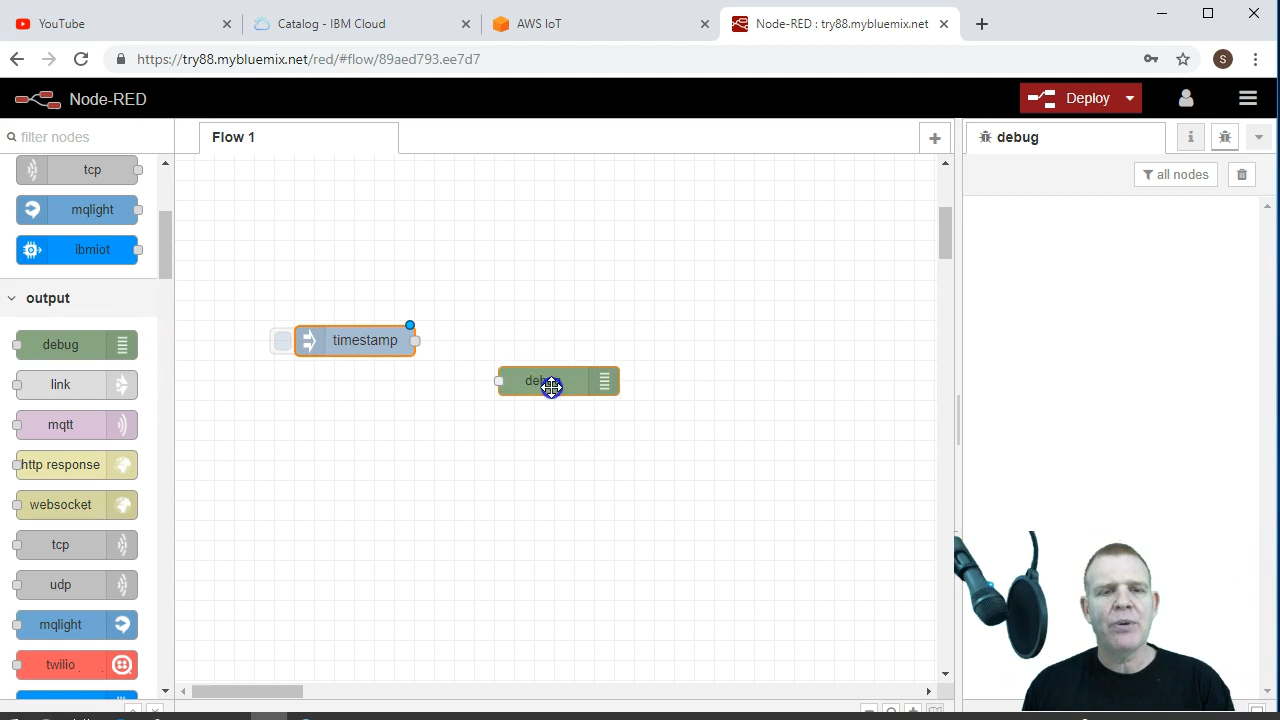 YouTube
Catalog - IBM Cloud
AWS IoT
Node-RED : try88.mybluemix.net
https://try88.mybluemix.net/red/#flow/89aed793.ee7d7
S
Node-RED
Deploy
filter nodes
Flow 1
debug
i
all nodes
tcp
mqlight
ibmiot
output
debug
link
mqtt
http response
websocket
tcp
udp
mqlight
twilio
timestamp